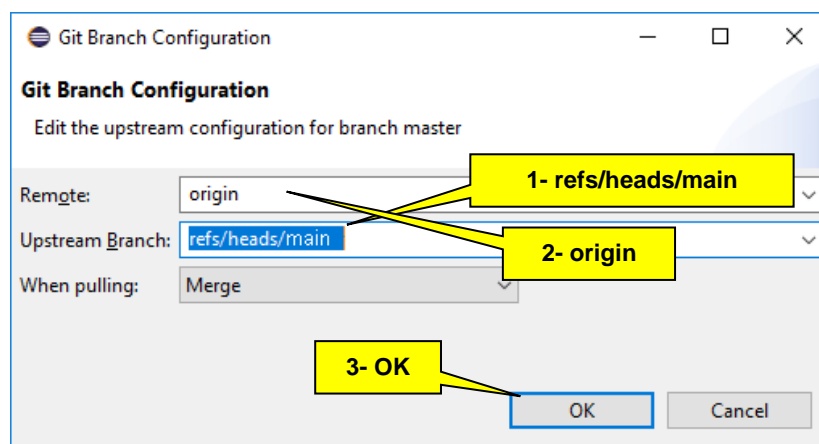 Git Branch Configuration
Git Branch Configuration
Edit the upstream configuration for branch master
1- refs/heads/main
Remote: origin
Upstream Branch: refs/heads/main
2- origin
When pulling: Merge
3- OK
OK Cancel